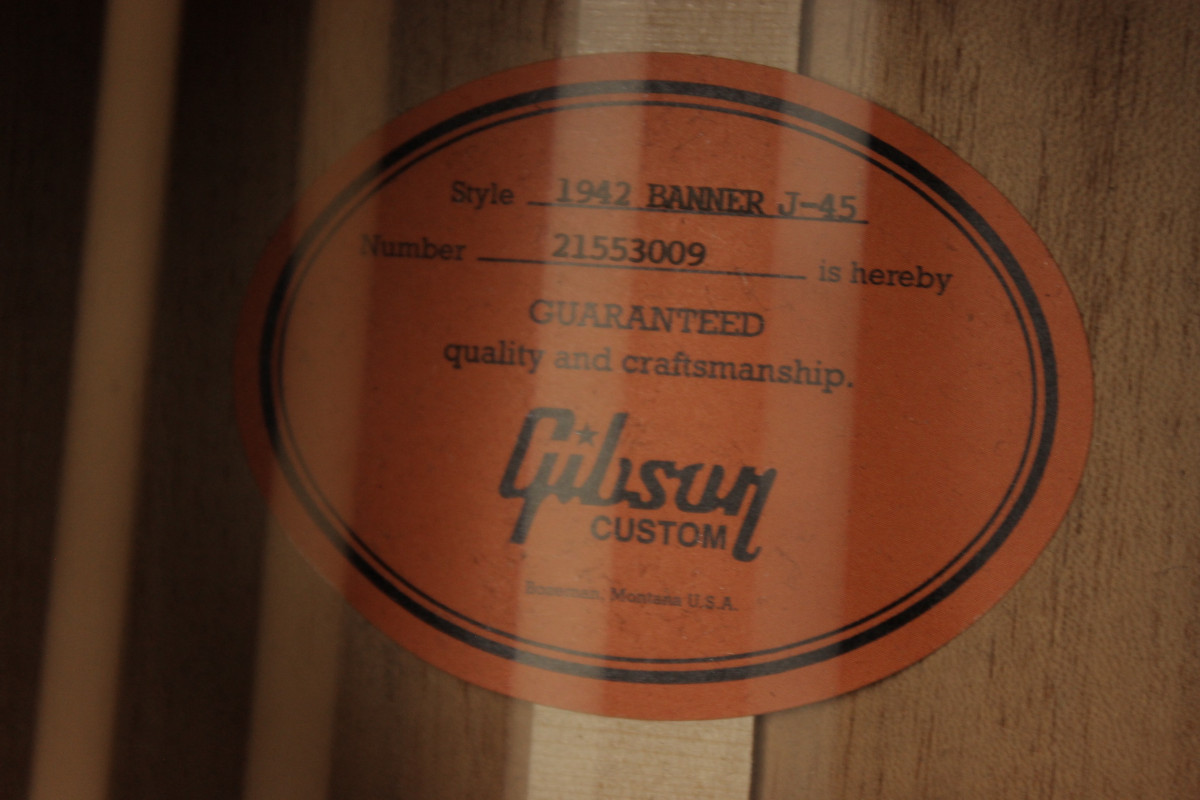 Style 1942 BANNER J-45
Number 21553009 is hereby
GUARANTEED
quality and craftsmanship.
Gibson
CUSTOM
Bozeman, Montana U.S.A.